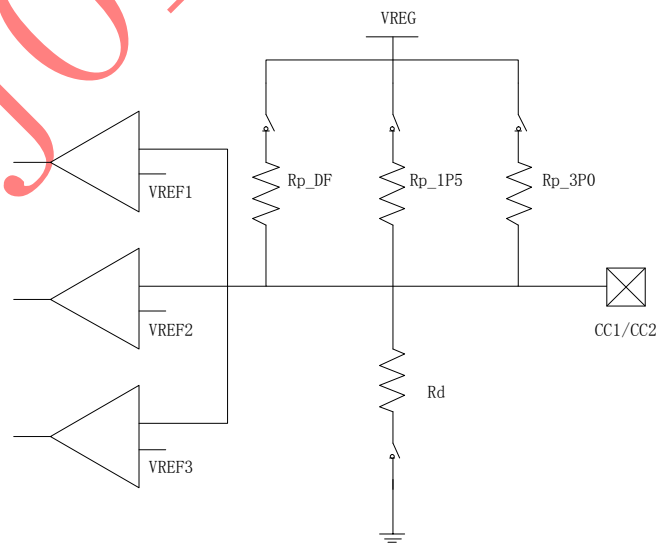 VREG
Rp_DF
Rp_1P5
Rp_3P0
VREF1
VREF2
CC1/CC2
Rd
VREF3